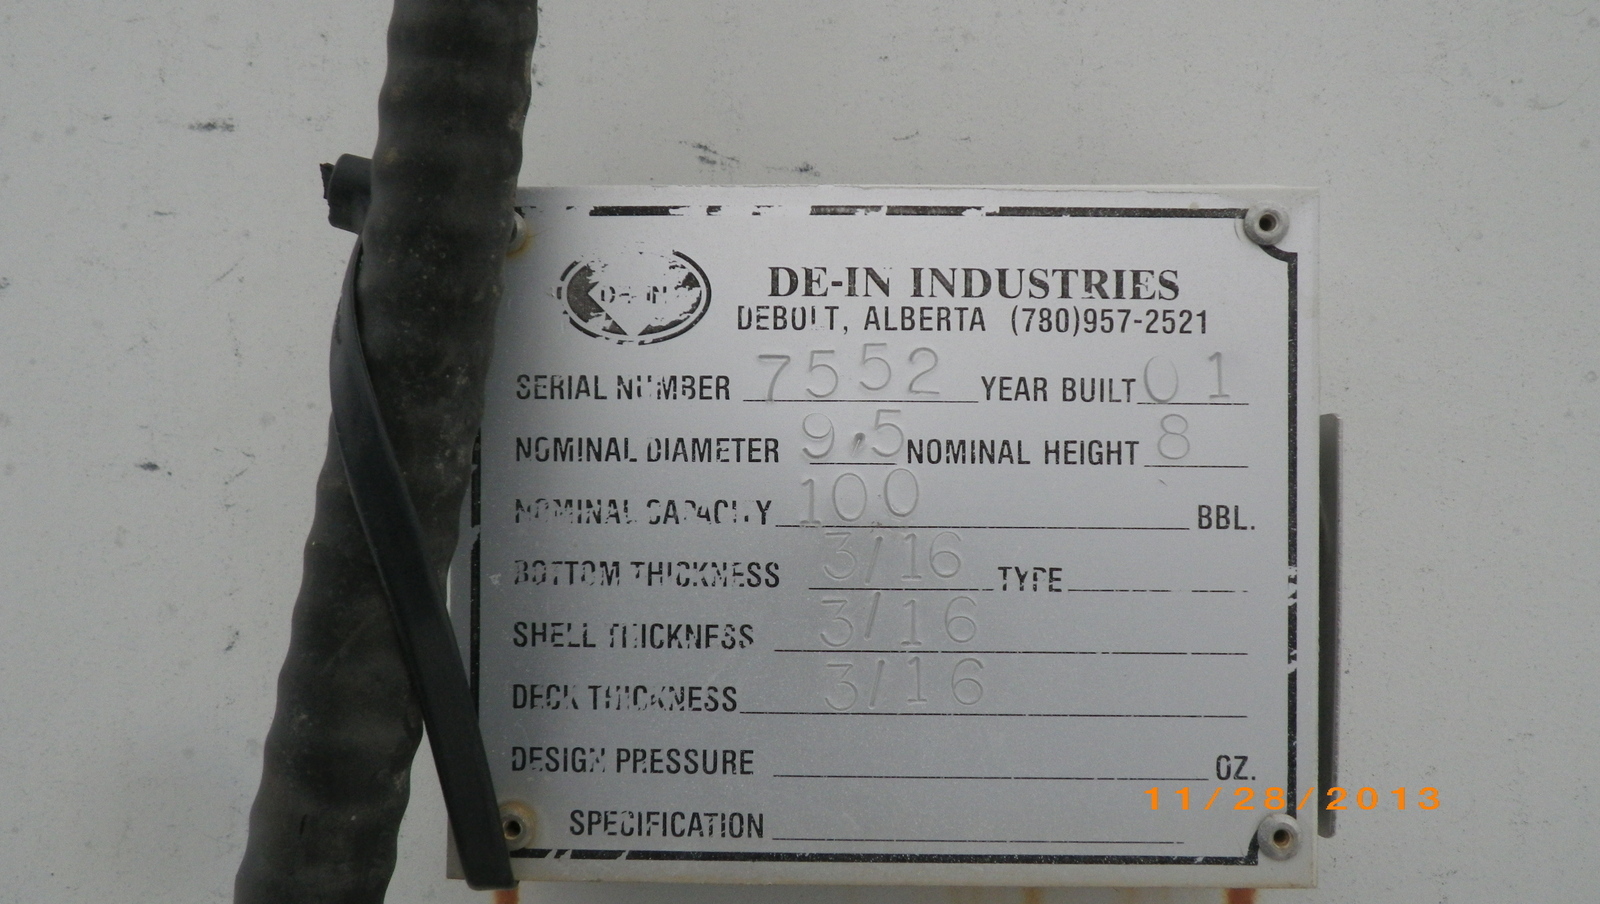 DE-IN
DE-IN INDUSTRIES
DEBOLT, ALBERTA (780)957-2521
SERIAL NUMBER 7552 YEAR BUILT 01
NOMINAL DIAMETER 9.5 NOMINAL HEIGHT 8
NOMINAL CAPACITY 100 BBL.
BOTTOM THICKNESS 3/16 TYPE
SHELL THICKNESS 3/16
DECK THICKNESS 3/16
DESIGN PRESSURE OZ.
SPECIFICATION
11/28/2013